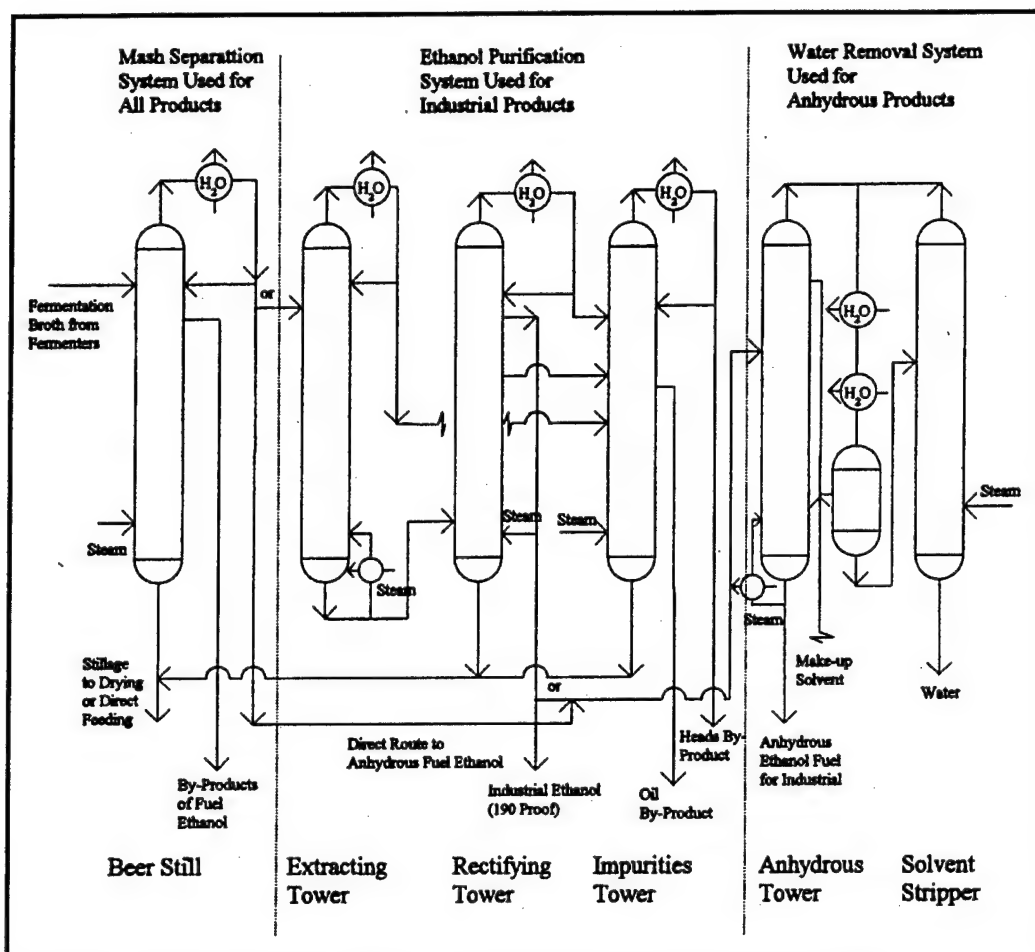 Mash Separattion
System Used for
All Products
Ethanol Purification
System Used for
Industrial Products
Water Removal System
Used for
Anhydrous Products
H₂O
H₂O
H₂O
H₂O
Fermentation
Broth from
Fermenters
or
H₂O
H₂O
Steam
Steam
Steam
Steam
Steam
Steam
Stillage
to Drying
or Direct
Feeding
or
Make-up
Solvent
Water
Direct Route to
Anhydrous Fuel Ethanol
Heads By-
Product
Anhydrous
Ethanol Fuel
for Industrial
By-Products
of Fuel
Ethanol
Industrial Ethanol
(190 Proof)
Oil
By-Product
Beer Still
Extracting
Tower
Rectifying
Tower
Impurities
Tower
Anhydrous
Tower
Solvent
Stripper